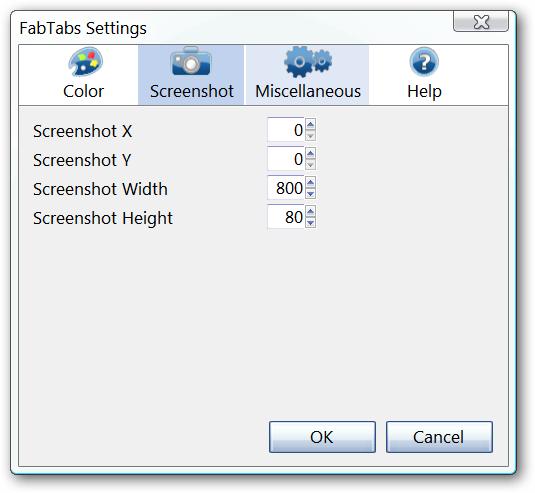 FabTabs Settings
Color Screenshot Miscellaneous Help
Screenshot X 0
Screenshot Y 0
Screenshot Width 800
Screenshot Height 80
OK Cancel